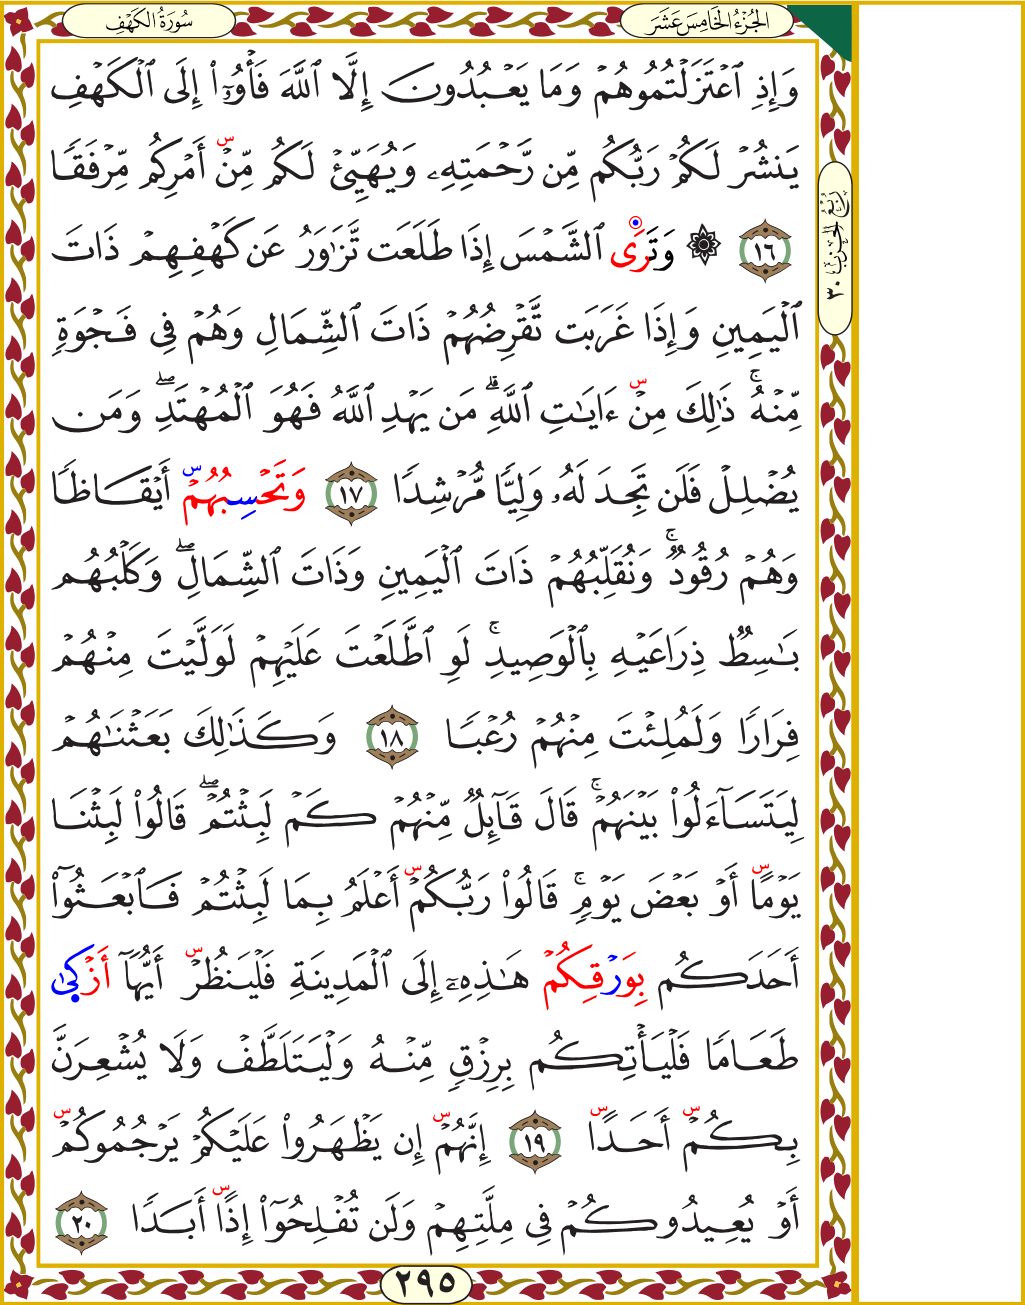 سُورَةُ الكَهْفِ
الجُزْءُ الخَامِسَ عَشَرَ
وَإِذِ ٱعْتَزَلْتُمُوهُمْ وَمَا يَعْبُدُونَ إِلَّا ٱللَّهَ فَأْوُۥٓا۟ إِلَى ٱلْكَهْفِ
يَنشُرْ لَكُمْ رَبُّكُم مِّن رَّحْمَتِهِۦ وَيُهَيِّئْ لَكُم مِّنْ أَمْرِكُم مِّرْفَقًا
١٦ ۞ وَتَرَى ٱلشَّمْسَ إِذَا طَلَعَت تَّزَٰوَرُ عَن كَهْفِهِمْ ذَاتَ
ٱلْيَمِينِ وَإِذَا غَرَبَت تَّقْرِضُهُمْ ذَاتَ ٱلشِّمَالِ وَهُمْ فِى فَجْوَةٍ
مِّنْهُ ۚ ذَٰلِكَ مِنْ ءَايَٰتِ ٱللَّهِ ۗ مَن يَهْدِ ٱللَّهُ فَهُوَ ٱلْمُهْتَدِ ۖ وَمَن
يُضْلِلْ فَلَن تَجِدَ لَهُۥ وَلِيًّا مُّرْشِدًا ١٧ وَتَحْسِبُهُمْ أَيْقَاظًا
وَهُمْ رُقُودٌ ۚ وَنُقَلِّبُهُمْ ذَاتَ ٱلْيَمِينِ وَذَاتَ ٱلشِّمَالِ ۖ وَكَلْبُهُم
بَٰسِطٌ ذِرَاعَيْهِ بِٱلْوَصِيدِ ۚ لَوِ ٱطَّلَعْتَ عَلَيْهِمْ لَوَلَّيْتَ مِنْهُمْ
فِرَارًا وَلَمُلِئْتَ مِنْهُمْ رُعْبًا ١٨ وَكَذَٰلِكَ بَعَثْنَٰهُمْ
لِيَتَسَآءَلُوا۟ بَيْنَهُمْ ۚ قَالَ قَآئِلٌ مِّنْهُمْ كَمْ لَبِثْتُمْ ۖ قَالُوا۟ لَبِثْنَا
يَوْمًا أَوْ بَعْضَ يَوْمٍ ۚ قَالُوا۟ رَبُّكُمْ أَعْلَمُ بِمَا لَبِثْتُمْ فَٱبْعَثُوٓا۟
أَحَدَكُم بِوَرْقِكُمْ هَٰذِهِۦٓ إِلَى ٱلْمَدِينَةِ فَلْيَنظُرْ أَيُّهَآ أَزْكَىٰ
طَعَامًا فَلْيَأْتِكُم بِرِزْقٍ مِّنْهُ وَلْيَتَلَطَّفْ وَلَا يُشْعِرَنَّ
بِكُمْ أَحَدًا ١٩ إِنَّهُمْ إِن يَظْهَرُوا۟ عَلَيْكُمْ يَرْجُمُوكُمْ
أَوْ يُعِيدُوكُمْ فِى مِلَّتِهِمْ وَلَن تُفْلِحُوٓا۟ إِذًا أَبَدًا ٢٠
رُبْعُ الحِزْبِ ٣٠
٢٩٥